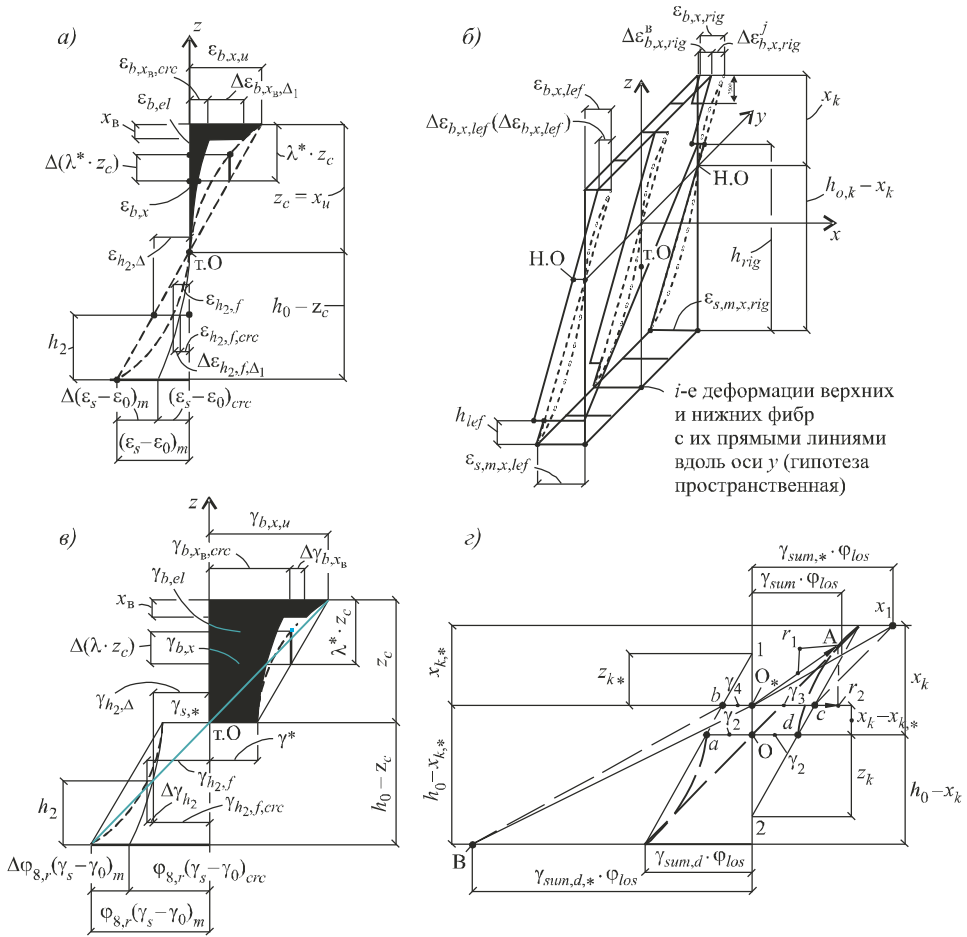 а)
z
ε_{b,x,u}
ε_{b,x_в,crc}
Δε_{b,x_в,Δ_1}
ε_{b,el}
x_в
Δ(λ*·z_c)
λ*·z_c
z_c = x_u
ε_{b,x}
ε_{h_2,Δ}
т.О
ε_{h_2,f}
h_0−z_c
ε_{h_2,f,crc}
h_2
Δε_{h_2,f,Δ_1}
Δ(ε_s−ε_0)_m
(ε_s−ε_0)_{crc}
(ε_s−ε_0)_m
б)
ε_{b,x,rig}
Δε^в_{b,x,rig}
Δε^j_{b,x,rig}
z
ε_{b,x,lef}
Δε_{b,x,lef}(Δε_{b,x,lef})
y
x_k
Н.О
h_{o,k}−x_k
x
Н.О
т.О
h_{rig}
ε_{s,m,x,rig}
h_{lef}
ε_{s,m,x,lef}
i-е деформации верхних
и нижних фибр
с их прямыми линиями
вдоль оси y (гипотеза
пространственная)
в)
z
γ_{b,x,u}
γ_{b,x_в,crc}
Δγ_{b,x_в}
γ_{b,el}
x_в
Δ(λ·z_c)
γ_{b,x}
λ*·z_c
z_c
γ_{h_2,Δ}
γ_{s,*}
т.О
γ*
γ_{h_2,f}
h_0−z_c
h_2
Δγ_{h_2}
γ_{h_2,f,crc}
Δφ_{8,r}(γ_s−γ_0)_m
φ_{8,r}(γ_s−γ_0)_{crc}
φ_{8,r}(γ_s−γ_0)_m
г)
γ_{sum,*}·φ_{los}
γ_{sum}·φ_{los}
x_1
A
r_1
x_{k,*}
1
z_{k*}
O_*
b
γ_4
γ_3
c
r_2
x_k
γ_2
x_k−x_{k,*}
a
O
d
γ_2
h_0−x_{k,*}
z_k
h_0−x_k
2
B
γ_{sum,d}·φ_{los}
γ_{sum,d,*}·φ_{los}